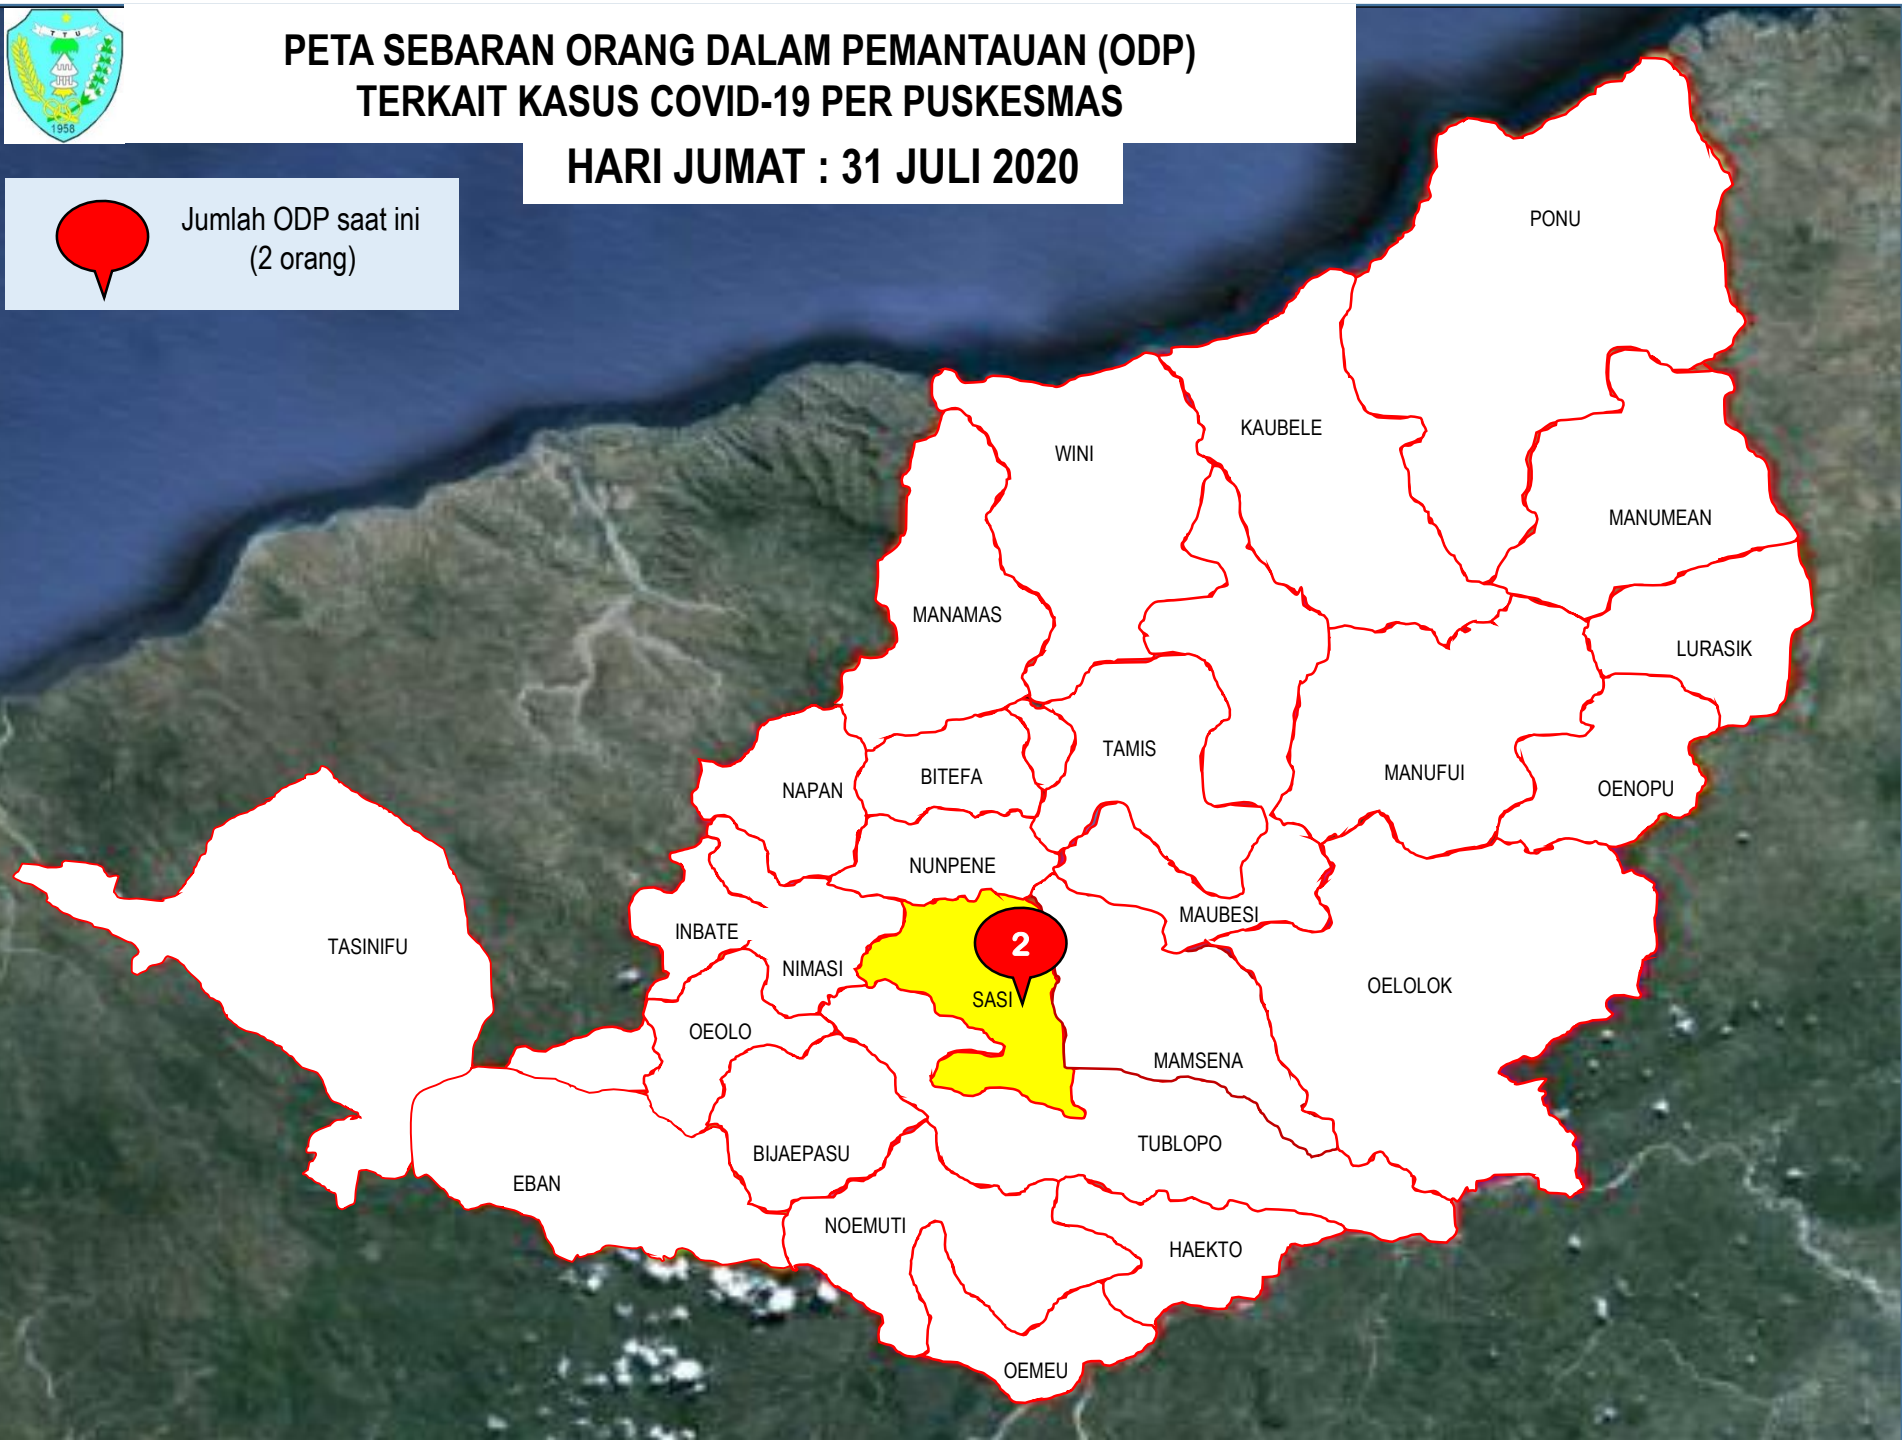 T T U
1958
PETA SEBARAN ORANG DALAM PEMANTAUAN (ODP)
TERKAIT KASUS COVID-19 PER PUSKESMAS
HARI JUMAT : 31 JULI 2020
Jumlah ODP saat ini
(2 orang)
PONU
KAUBELE
WINI
MANUMEAN
MANAMAS
LURASIK
TAMIS
BITEFA
MANUFUI
NAPAN
OENOPU
NUNPENE
MAUBESI
INBATE
TASINIFU
2
NIMASI
OELOLOK
SASI
OEOLO
MAMSENA
TUBLOPO
BIJAEPASU
EBAN
NOEMUTI
HAEKTO
OEMEU